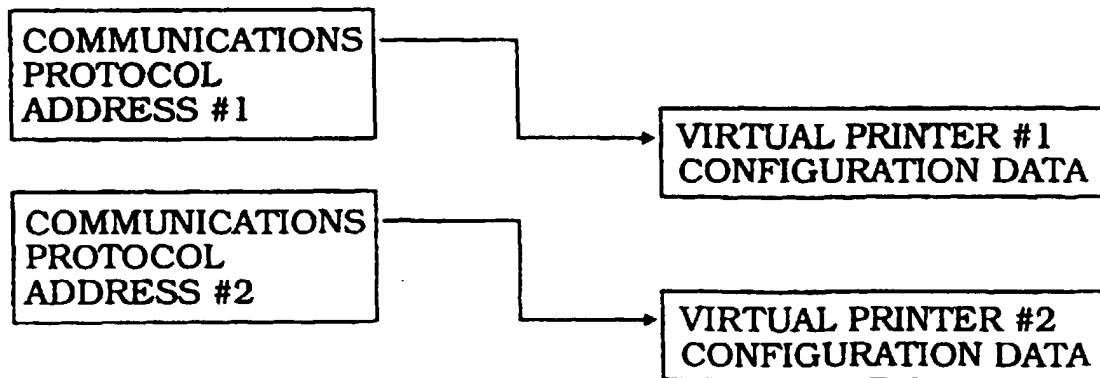 COMMUNICATIONS
PROTOCOL
ADDRESS #1
VIRTUAL PRINTER #1
CONFIGURATION DATA
COMMUNICATIONS
PROTOCOL
ADDRESS #2
VIRTUAL PRINTER #2
CONFIGURATION DATA